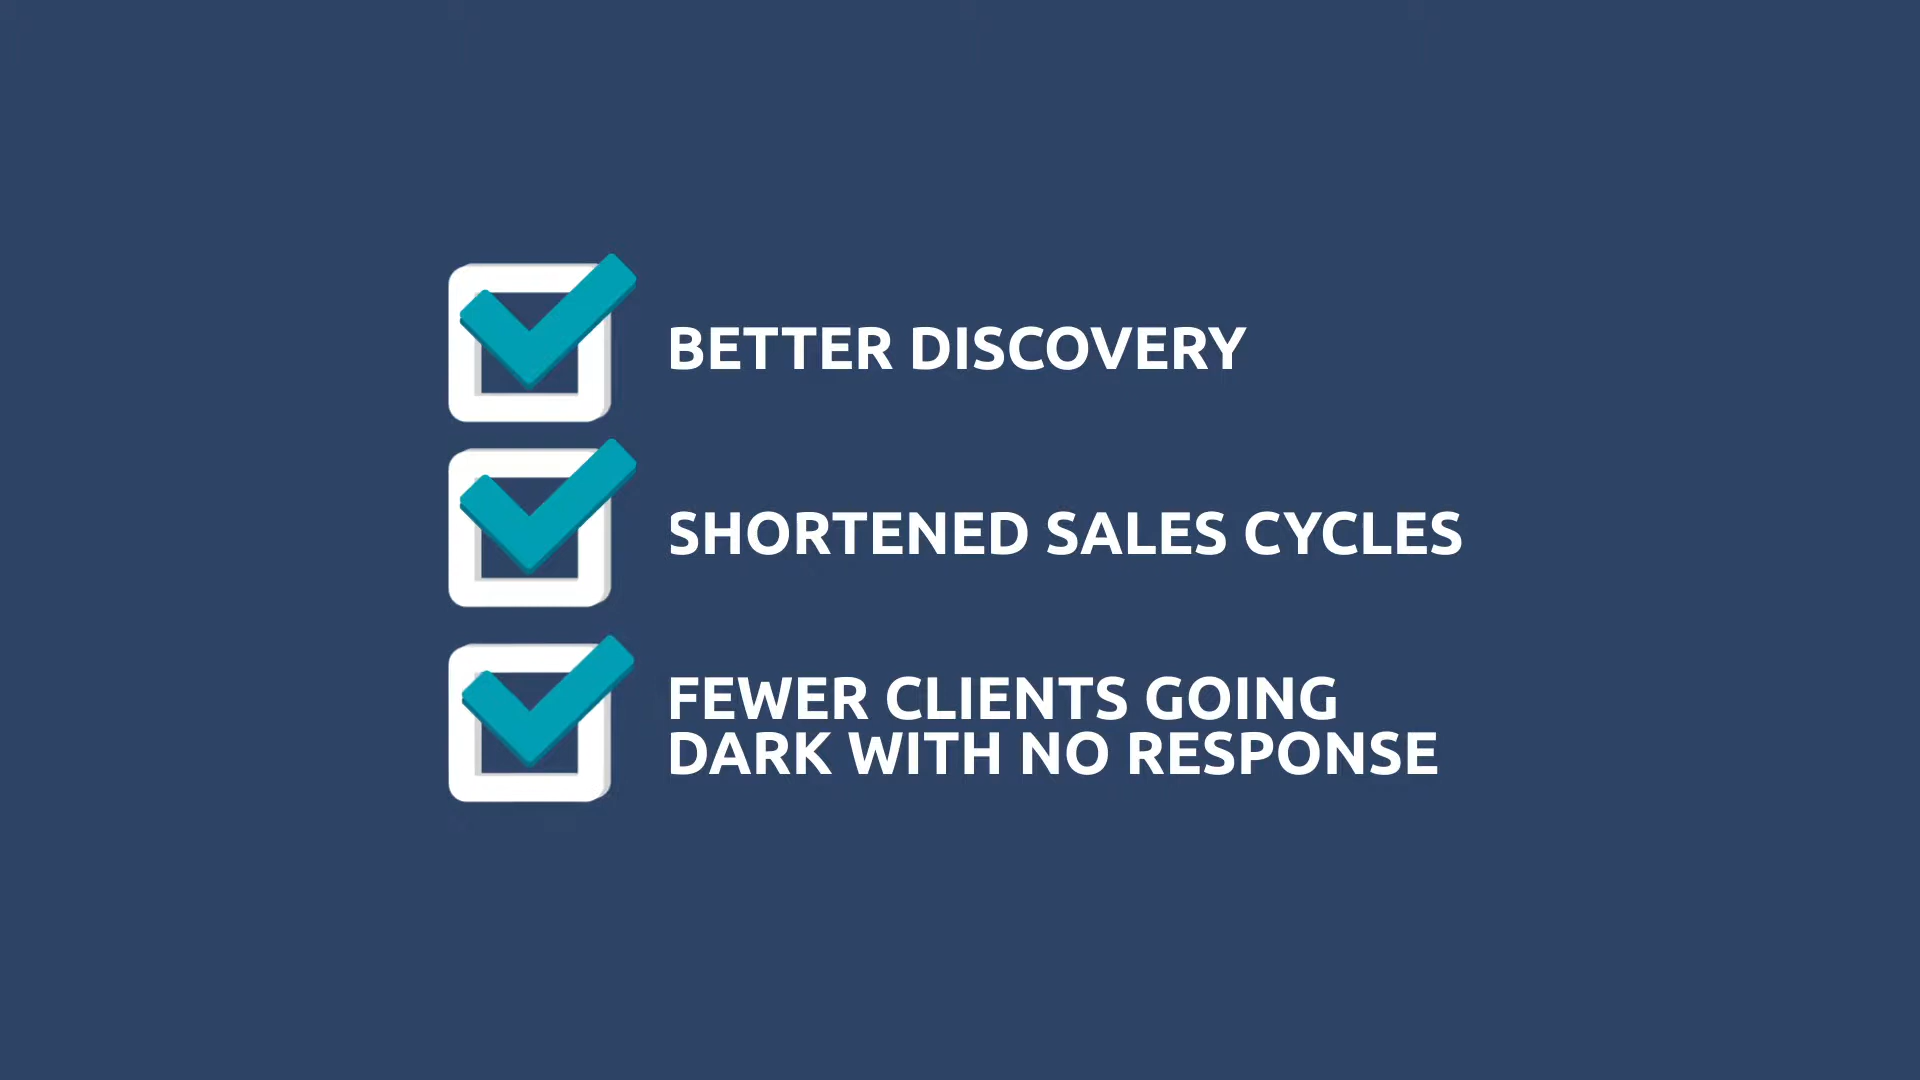 BETTER DISCOVERY
SHORTENED SALES CYCLES
FEWER CLIENTS GOING
DARK WITH NO RESPONSE